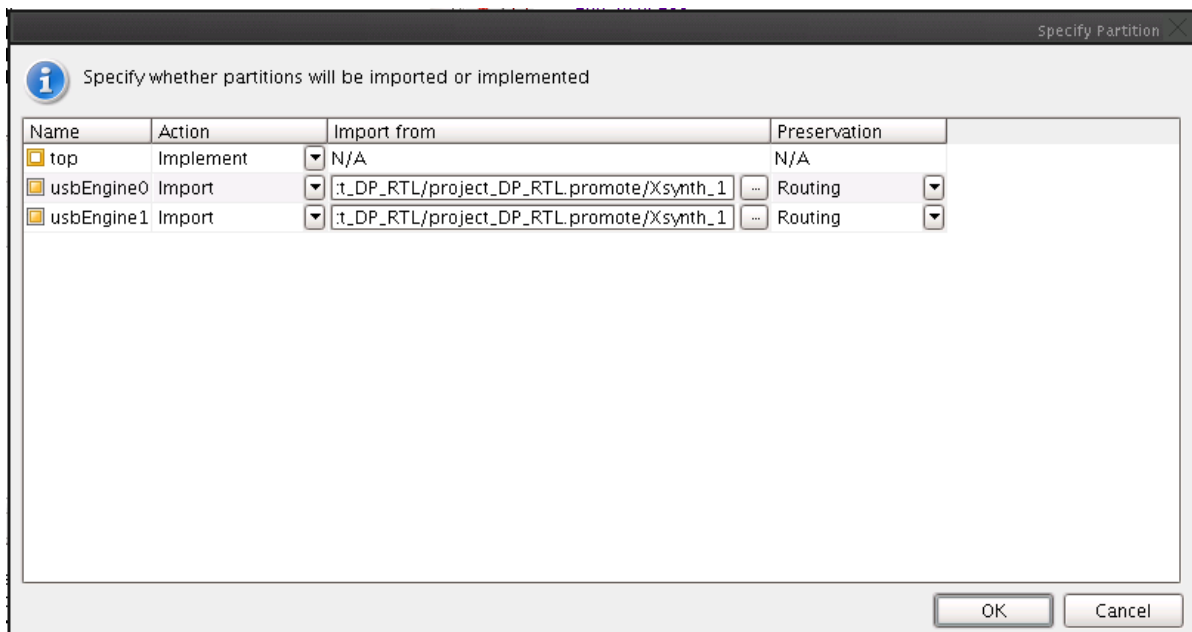 Specify Partition
Specify whether partitions will be imported or implemented
Name Action Import from Preservation
top Implement N/A N/A
usbEngine0 Import :t_DP_RTL/project_DP_RTL.promote/Xsynth_1 ... Routing
usbEngine1 Import :t_DP_RTL/project_DP_RTL.promote/Xsynth_1 ... Routing
OK Cancel